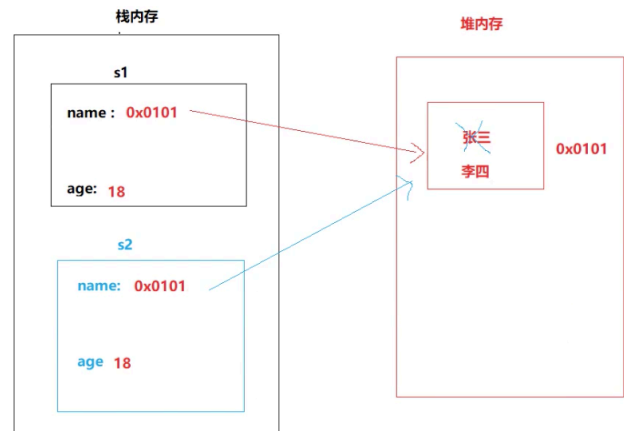 栈内存
s1
name： 0x0101
age: 18
s2
name: 0x0101
age 18
堆内存
张三
李四
0x0101